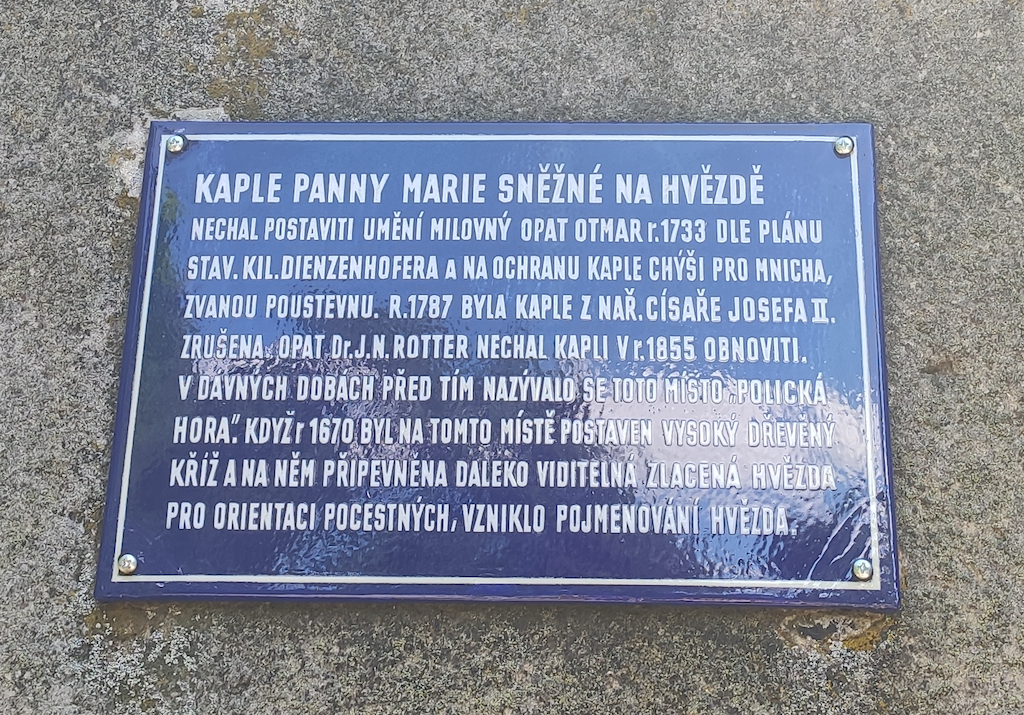 KAPLE PANNY MARIE SNĚŽNÉ NA HVĚZDĚ
NECHAL POSTAVITI UMĚNÍ MILOVNÝ OPAT OTMAR r.1733 DLE PLÁNU
STAV. KIL.DIENZENHOFERA a NA OCHRANU KAPLE CHÝŠI PRO MNICHA,
ZVANOU POUSTEVNU. R.1787 BYLA KAPLE Z NAŘ. CÍSAŘE JOSEFA II.
ZRUŠENA. OPAT Dr.J.N.ROTTER NECHAL KAPLI V r.1855 OBNOVITI.
V DÁVNÝCH DOBÁCH PŘED TÍM NAZÝVALO SE TOTO MÍSTO „POLICKÁ
HORA“. KDYŽ r 1670 BYL NA TOMTO MÍSTĚ POSTAVEN VYSOKÝ DŘEVĚNÝ
KŘÍŽ A NA NĚM PŘIPEVNĚNA DALEKO VIDITELNÁ ZLACENÁ HVĚZDA
PRO ORIENTACI POCESTNÝCH, VZNIKLO POJMENOVÁNÍ HVĚZDA.